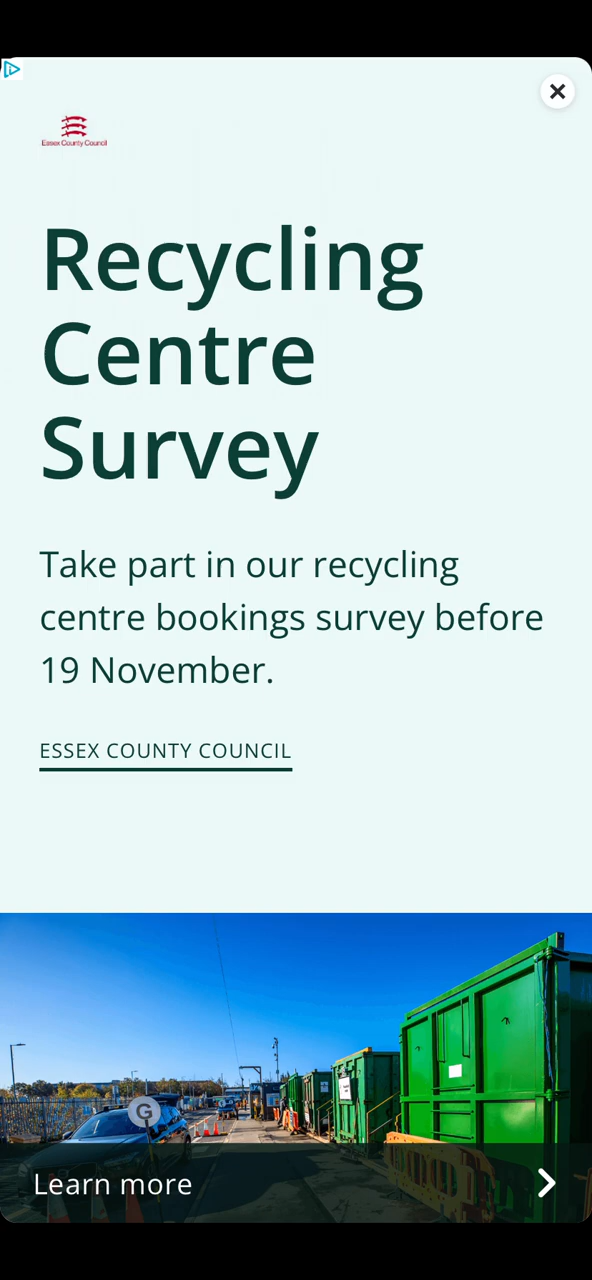 Essex County Council
Recycling
Centre
Survey
Take part in our recycling
centre bookings survey before
19 November.
ESSEX COUNTY COUNCIL
G
Learn more